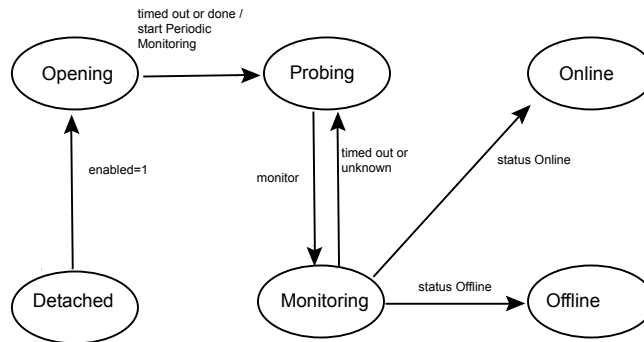 timed out or done /
start Periodic
Monitoring
Opening
Probing
Online
enabled=1
monitor
timed out or
unknown
status Online
Detached
Monitoring
status Offline
Offline